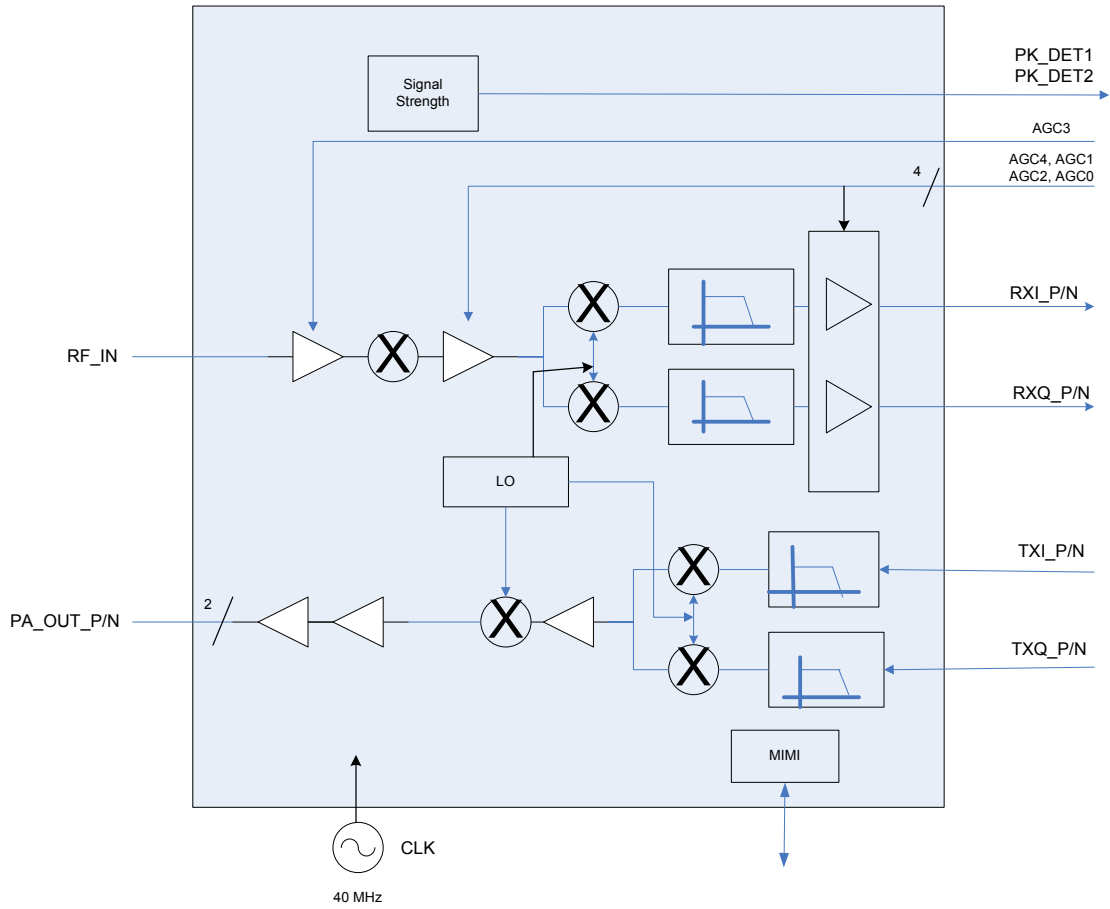 PK_DET1
PK_DET2
Signal
Strength
AGC3
4
AGC4, AGC1
AGC2, AGC0
X
RXI_P/N
RF_IN
X
X
RXQ_P/N
LO
X
TXI_P/N
2
PA_OUT_P/N
X
X
TXQ_P/N
MIMI
CLK
40 MHz